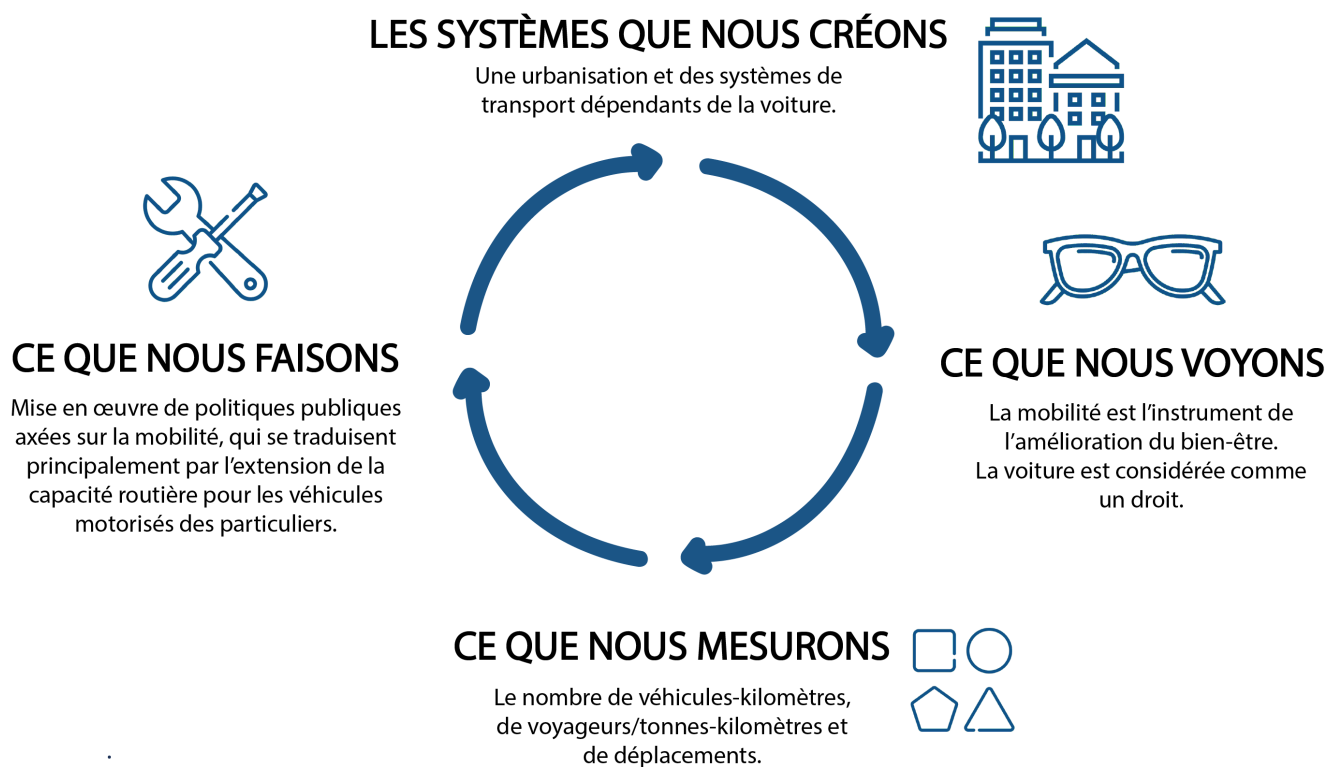 LES SYSTÈMES QUE NOUS CRÉONS
Une urbanisation et des systèmes de
transport dépendants de la voiture.
CE QUE NOUS VOYONS
La mobilité est l’instrument de
l’amélioration du bien-être.
La voiture est considérée comme
un droit.
CE QUE NOUS MESURONS
Le nombre de véhicules-kilomètres,
de voyageurs/tonnes-kilomètres et
de déplacements.
CE QUE NOUS FAISONS
Mise en œuvre de politiques publiques
axées sur la mobilité, qui se traduisent
principalement par l’extension de la
capacité routière pour les véhicules
motorisés des particuliers.